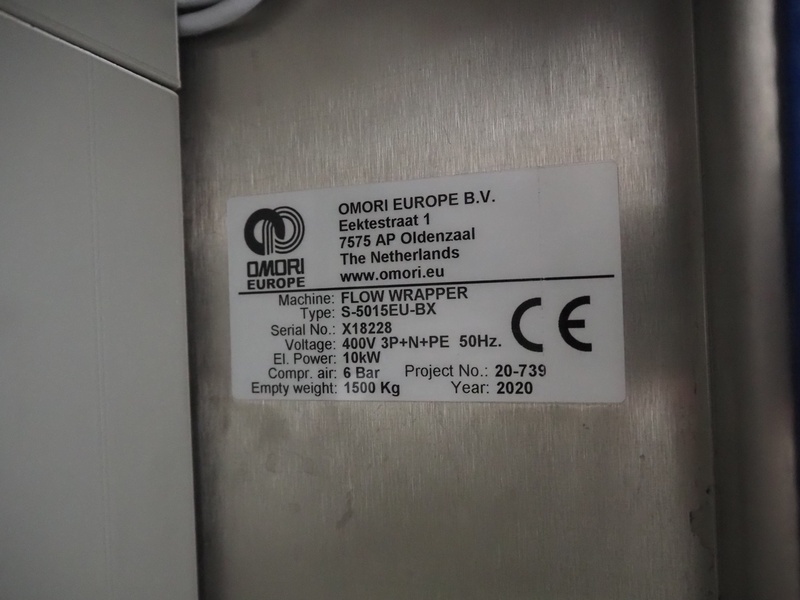 OMORI
EUROPE
OMORI EUROPE B.V.
Eektestraat 1
7575 AP Oldenzaal
The Netherlands
www.omori.eu
Machine: FLOW WRAPPER
Type: S-5015EU-BX
Serial No.: X18228
Voltage: 400V 3P+N+PE 50Hz.
El. Power: 10kW
Compr. air: 6 Bar Project No.: 20-739
Empty weight: 1500 Kg Year: 2020
CE